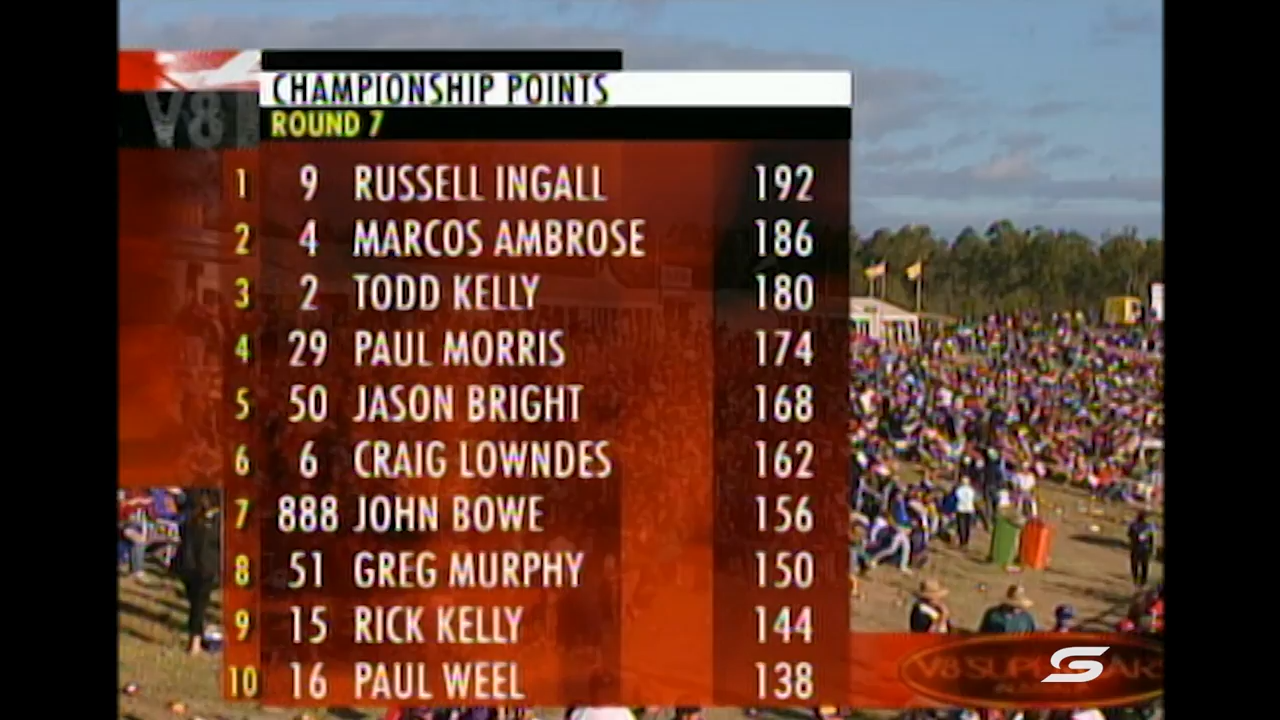 V8
CHAMPIONSHIP POINTS
ROUND 7
1 9 RUSSELL INGALL 192
2 4 MARCOS AMBROSE 186
3 2 TODD KELLY 180
4 29 PAUL MORRIS 174
5 50 JASON BRIGHT 168
6 6 CRAIG LOWNDES 162
7 888 JOHN BOWE 156
8 51 GREG MURPHY 150
9 15 RICK KELLY 144
10 16 PAUL WEEL 138